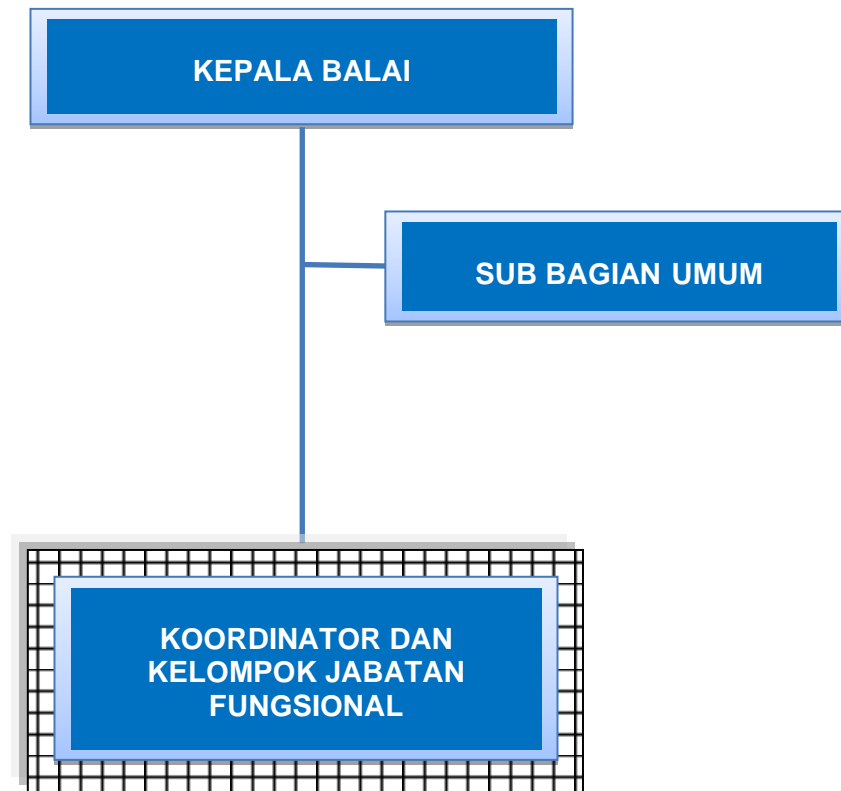 KEPALA BALAI
SUB BAGIAN UMUM
KOORDINATOR DAN
KELOMPOK JABATAN
FUNGSIONAL